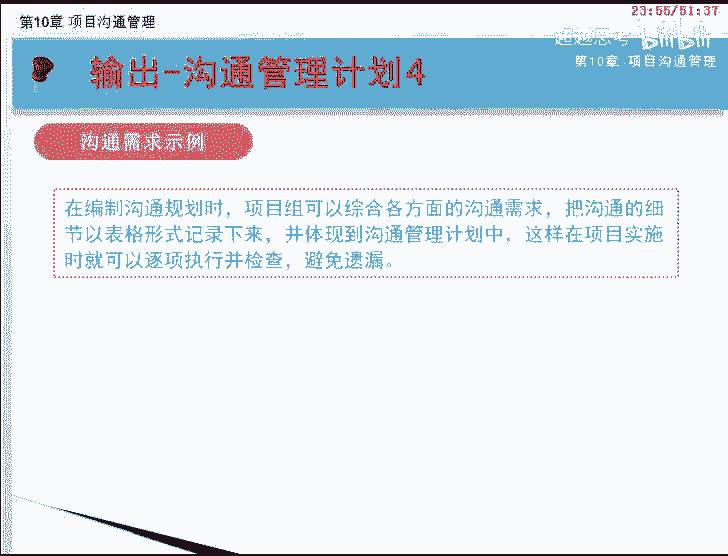 第10章 项目沟通管理
23:55/51:37
超越思考 bilibili
第10章 项目沟通管理
输出-沟通管理计划4
沟通需求示例
在编制沟通规划时，项目组可以综合各方面的沟通需求，把沟通的细
节以表格形式记录下来，并体现到沟通管理计划中，这样在项目实施
时就可以逐项执行并检查，避免遗漏。